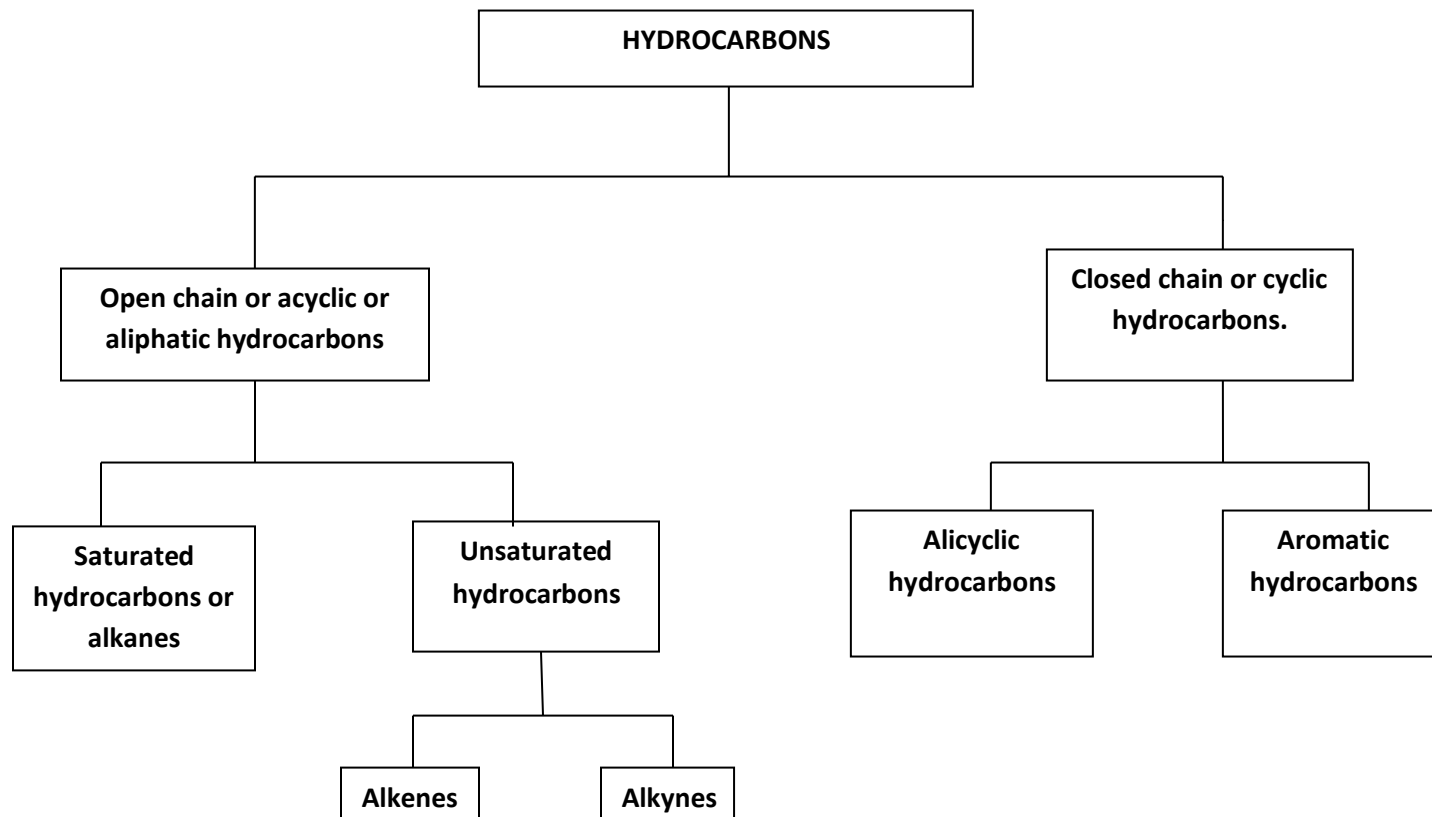 HYDROCARBONS
Open chain or acyclic or
aliphatic hydrocarbons
Closed chain or cyclic
hydrocarbons.
Saturated
hydrocarbons or
alkanes
Unsaturated
hydrocarbons
Alicyclic
hydrocarbons
Aromatic
hydrocarbons
Alkenes
Alkynes